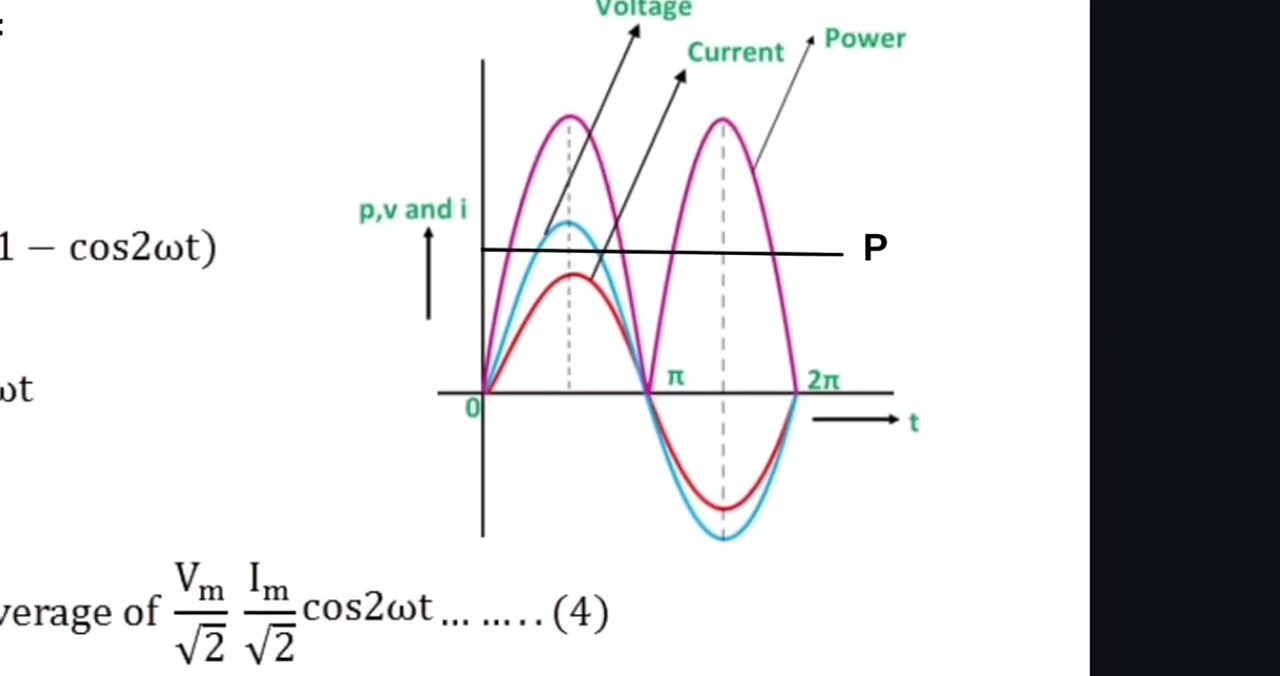 :
Voltage
Current
Power
p,v and i
1 − cos2ωt)
P
ωt
π
2π
0
t
verage of Vm/√2 Im/√2 cos2ωt ... ..... (4)